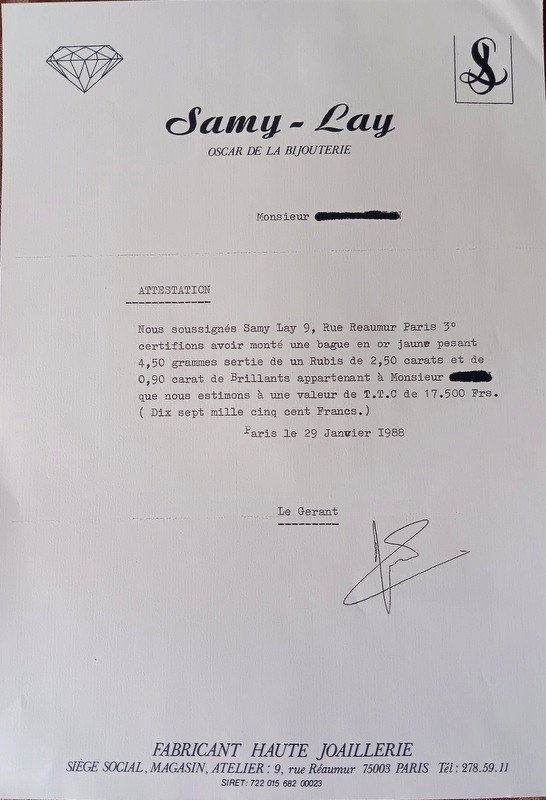 SL
Samy - Lay
OSCAR DE LA BIJOUTERIE
Monsieur
ATTESTATION
Nous soussignés Samy Lay 9, Rue Reaumur Paris 3°
certifions avoir monté une bague en or jaune pesant
4,50 grammes sertie de un Rubis de 2,50 carats et de
0,90 carat de Brillants appartenant à Monsieur
que nous estimons à une valeur de T.T.C de 17.500 Frs.
( Dix sept mille cinq cent Francs.)
Paris le 29 Janvier I988
Le Gerant
FABRICANT HAUTE JOAILLERIE
SIÈGE SOCIAL, MAGASIN, ATELIER : 9, rue Réaumur 75003 PARIS Tél : 278.59.11
SIRET: 722 015 682 00023